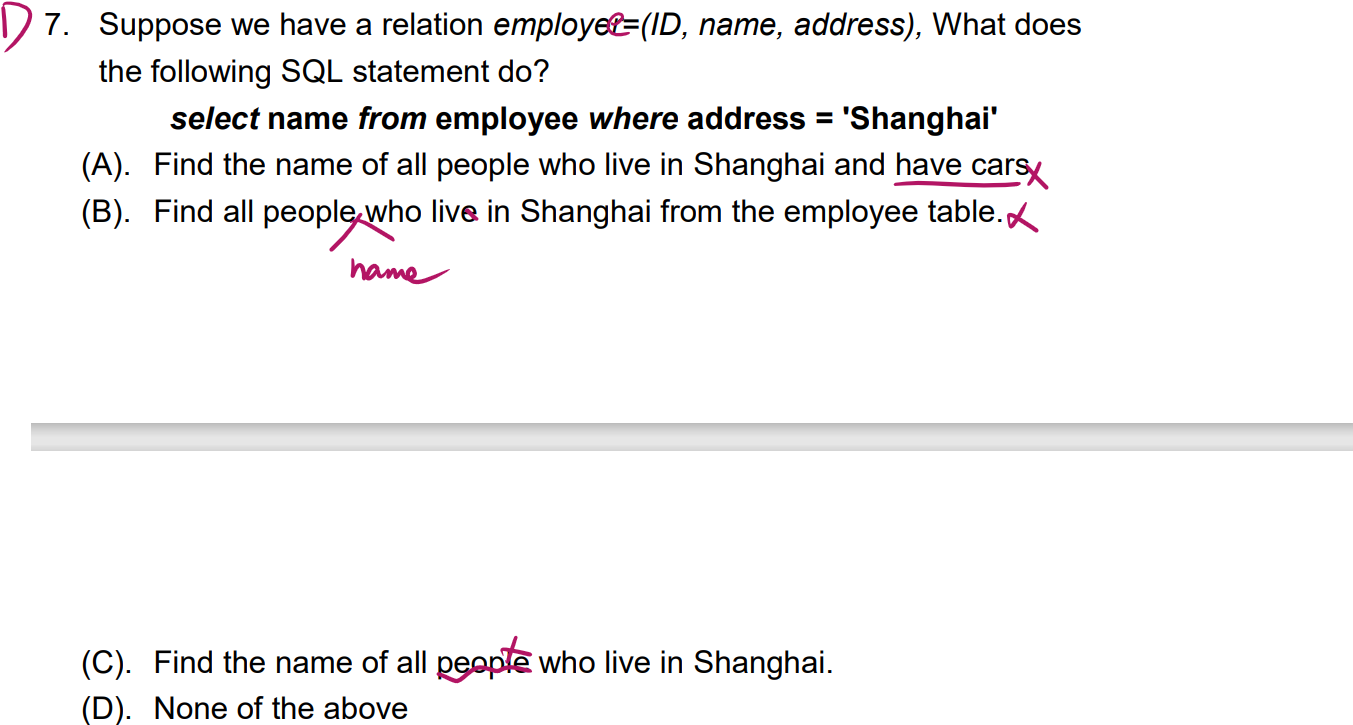 D 7. Suppose we have a relation employee=(ID, name, address), What does
the following SQL statement do?
select name from employee where address = 'Shanghai'
(A). Find the name of all people who live in Shanghai and have cars x
(B). Find all people who live in Shanghai from the employee table. x
name
(C). Find the name of all people who live in Shanghai.
(D). None of the above